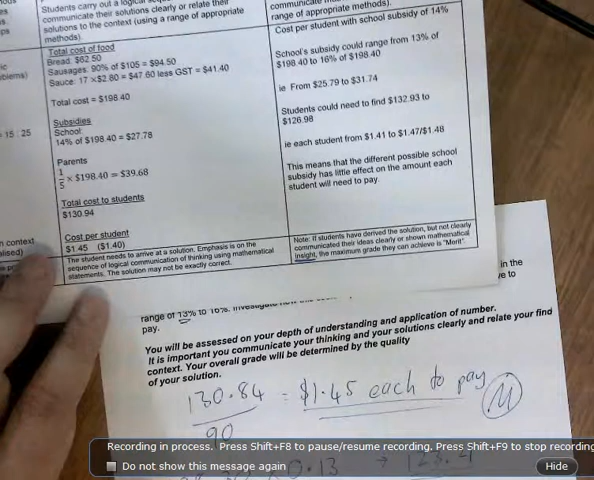 Students carry out a logical
communicate their solutions clearly or relate their
solutions to the context (using a range of appropriate
methods).
Total cost of food
Bread: $62.50
Sausages: 90% of $105 = $94.50
Sauce: 17 ×$2.80 = $47.60 less GST = $41.40
Total cost = $198.40
Subsidies
School
14% of $198.40 = $27.78
Parents
1/5 × $198.40 = $39.68
Total cost to students
$130.94
Cost per student
$1.45 ($1.40)
The student needs to arrive at a solution. Emphasis is on the
sequence of logical communication of thinking using mathematical
statements. The solution may not be exactly correct.
range of appropriate methods).
Cost per student with school subsidy of 14%
School's subsidy could range from 13% of
$198.40 to 16% of $198.40
ie From $25.79 to $31.74
Students could need to find $132.93 to
$126.98
ie each student from $1.41 to $1.47/$1.48
This means that the different possible school
subsidy has little effect on the amount each
student will need to pay.
Note: If students have derived the solution, but not clearly
communicated their ideas clearly or shown mathematical
insight, the maximum grade they can achieve is "Merit".
= 15: 25
n context
in the
to
range of 13% to 16%.
pay.
You will be assessed on your depth of understanding and application of number.
It is important you communicate your thinking and your solutions clearly and relate your find
context. Your overall grade will be determined by the quality
of your solution.
130.84 = $1.45 each to pay M
90
Recording in process. Press Shift+F8 to pause/resume recording. Press Shift+F9 to stop recording
Do not show this message again
Hide